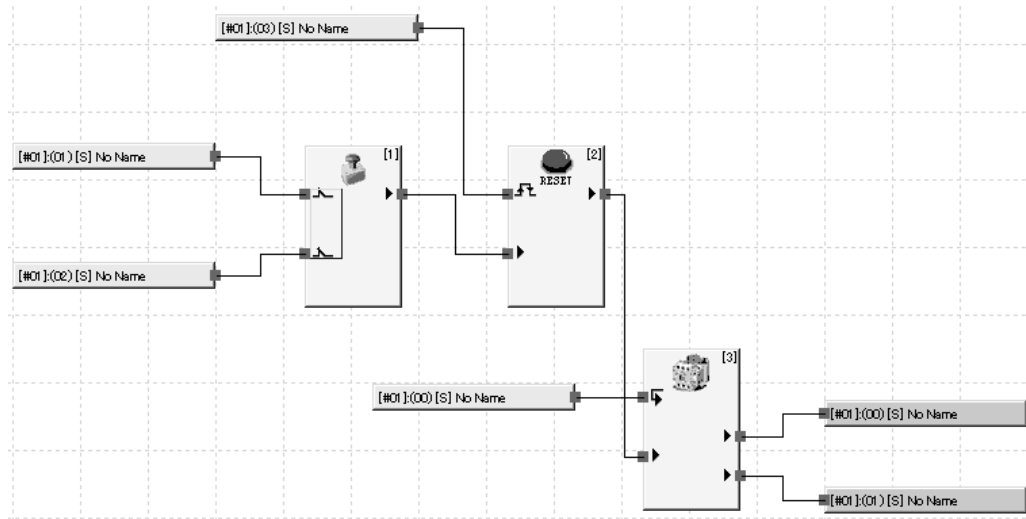 [#01]:(03) [S] No Name
[#01]:(01) [S] No Name
[1]
[2]
RESET
[#01]:(02) [S] No Name
[3]
[#01]:(00) [S] No Name
[#01]:(00) [S] No Name
[#01]:(01) [S] No Name